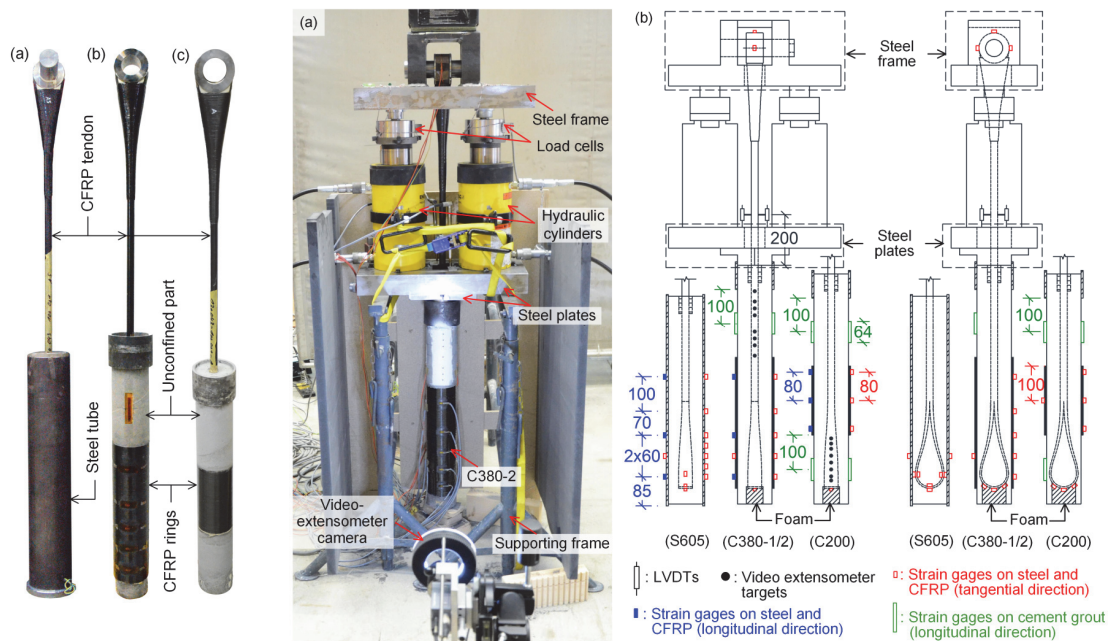 (a)
(b)
(c)
CFRP tendon
Unconfined part
Steel tube
CFRP rings
(a)
Steel frame
Load cells
Hydraulic
cylinders
Steel plates
C380-2
Video-
extensometer
camera
Supporting frame
(b)
Steel
frame
200
Steel
plates
100
100
64
100
80
80
100
70
2x60
100
85
100
100
Foam
Foam
(S605)
(C380-1/2)
(C200)
(S605)
(C380-1/2)
(C200)
: LVDTs
: Video extensometer
targets
: Strain gages on steel and
CFRP (tangential direction)
: Strain gages on steel and
CFRP (longitudinal direction)
: Strain gages on cement grout
(longitudinal direction)